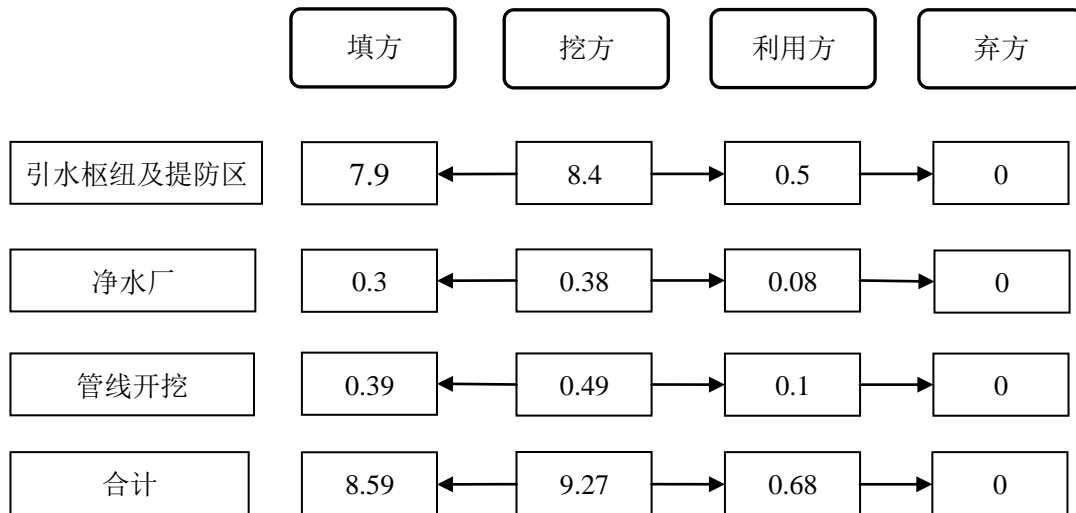 填方 挖方 利用方 弃方
引水枢纽及提防区 7.9 8.4 0.5 0
净水厂 0.3 0.38 0.08 0
管线开挖 0.39 0.49 0.1 0
合计 8.59 9.27 0.68 0